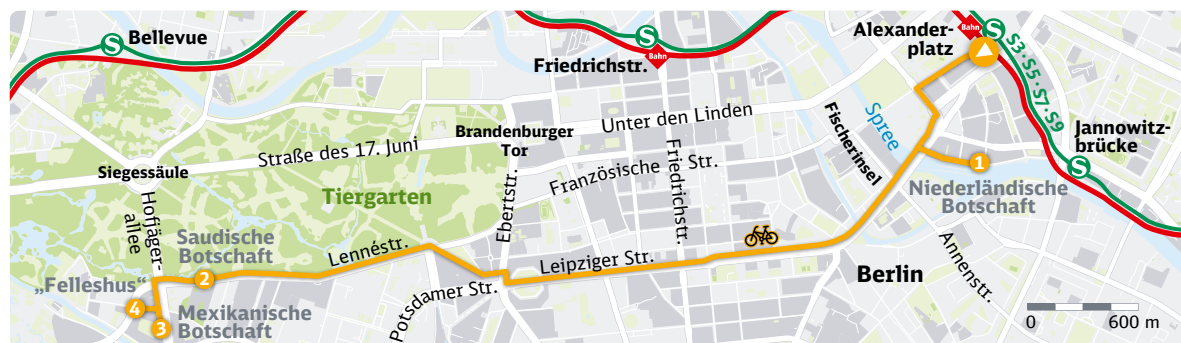 Bellevue
S
Friedrichstr.
S
Bahn
Alexander-
platz
Bahn
S
S3·S5·S7·S9
Jannowitz-
brücke
S
Brandenburger
Tor
Unter den Linden
Fischerinsel
Spree
Straße des 17. Juni
Siegessäule
Französische Str.
Friedrichstr.
1
Niederländische
Botschaft
Tiergarten
Hofjäger-
allee
Ebertstr.
Saudische
Botschaft
2
Lennéstr.
Leipziger Str.
Annenstr.
Berlin
„Felleshus“
4
3
Mexikanische
Botschaft
Potsdamer Str.
0
600 m